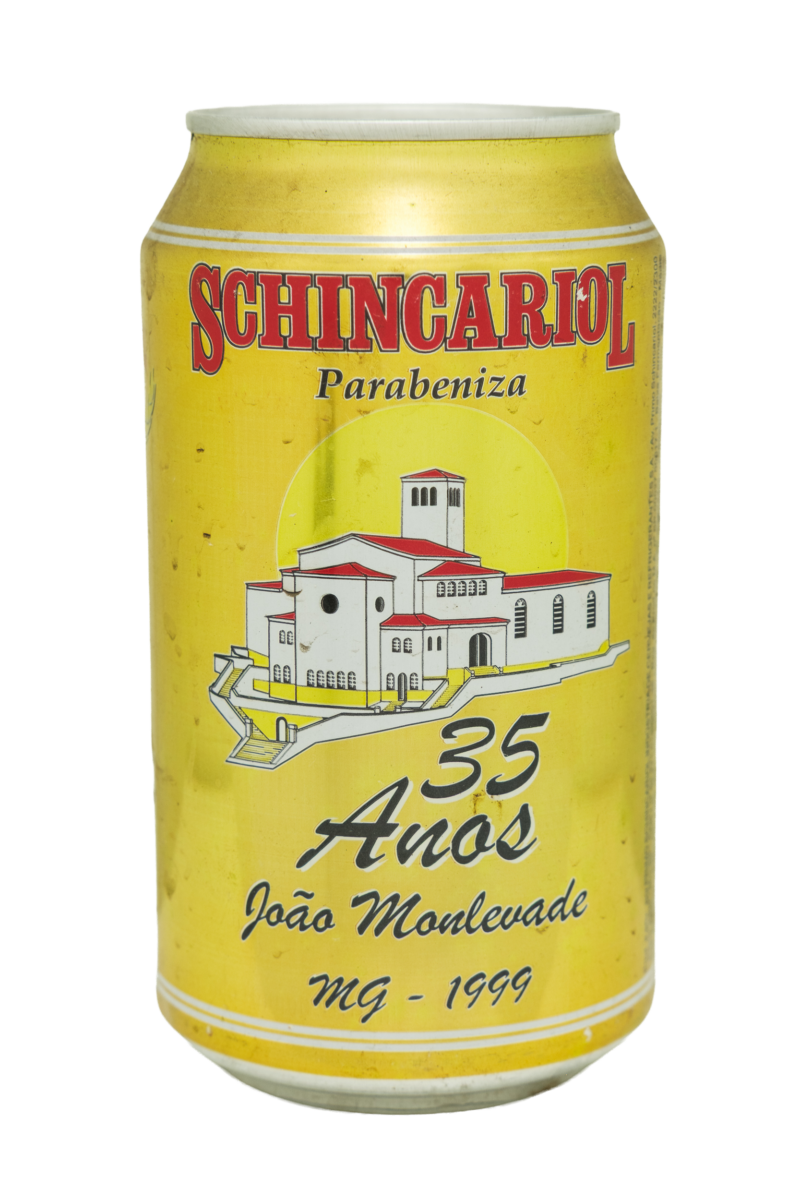 SCHINCARIOL
Parabeniza
35
Anos
João Monlevade
MG - 1999